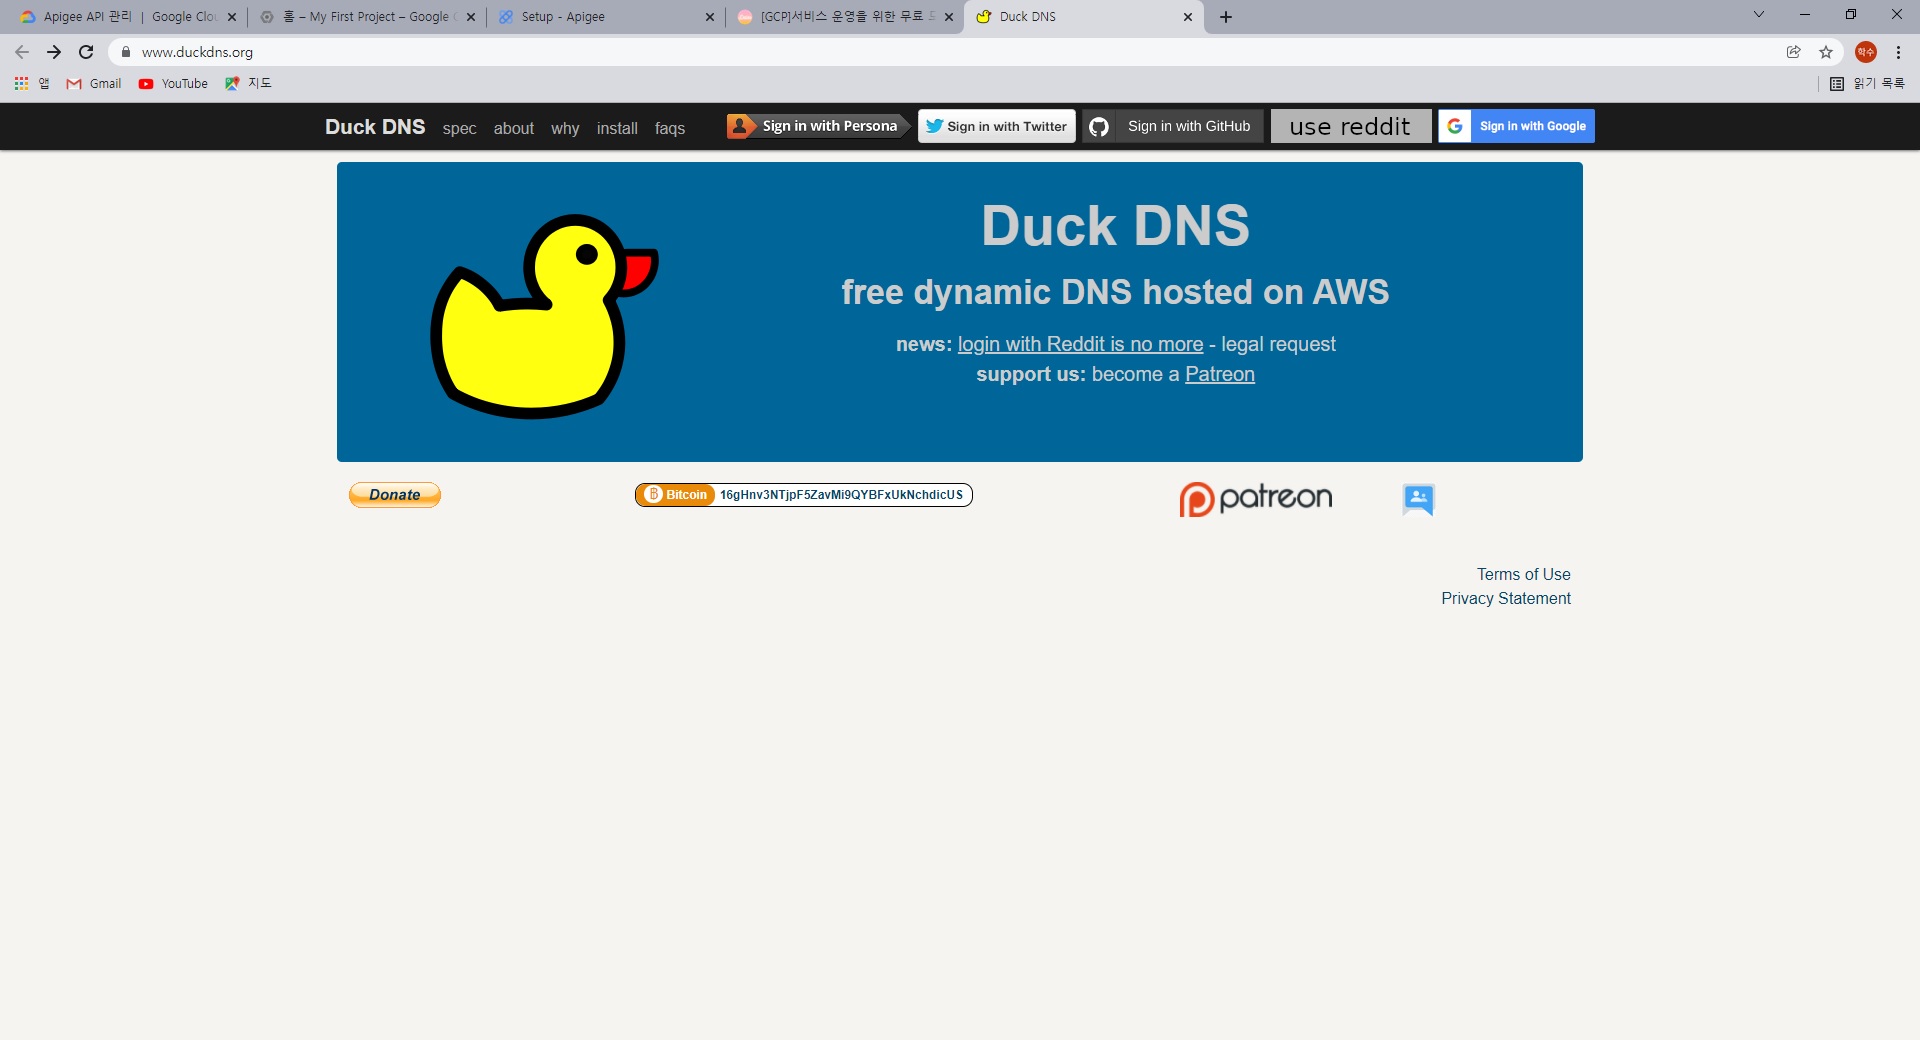 Apigee API 관리 | Google Clou
홈 – My First Project – Google C
Setup - Apigee
[GCP]서비스 운영을 위한 무료
Duck DNS
www.duckdns.org
학수
앱
Gmail
YouTube
지도
읽기 목록
Duck DNS
spec
about
why
install
faqs
Sign in with Persona
Sign in with Twitter
Sign in with GitHub
use reddit
Sign in with Google
Duck DNS
free dynamic DNS hosted on AWS
news: login with Reddit is no more - legal request
support us: become a Patreon
Donate
Bitcoin 16gHnv3NTjpF5ZavMi9QYBFxUkNchdicUS
patreon
Terms of Use
Privacy Statement